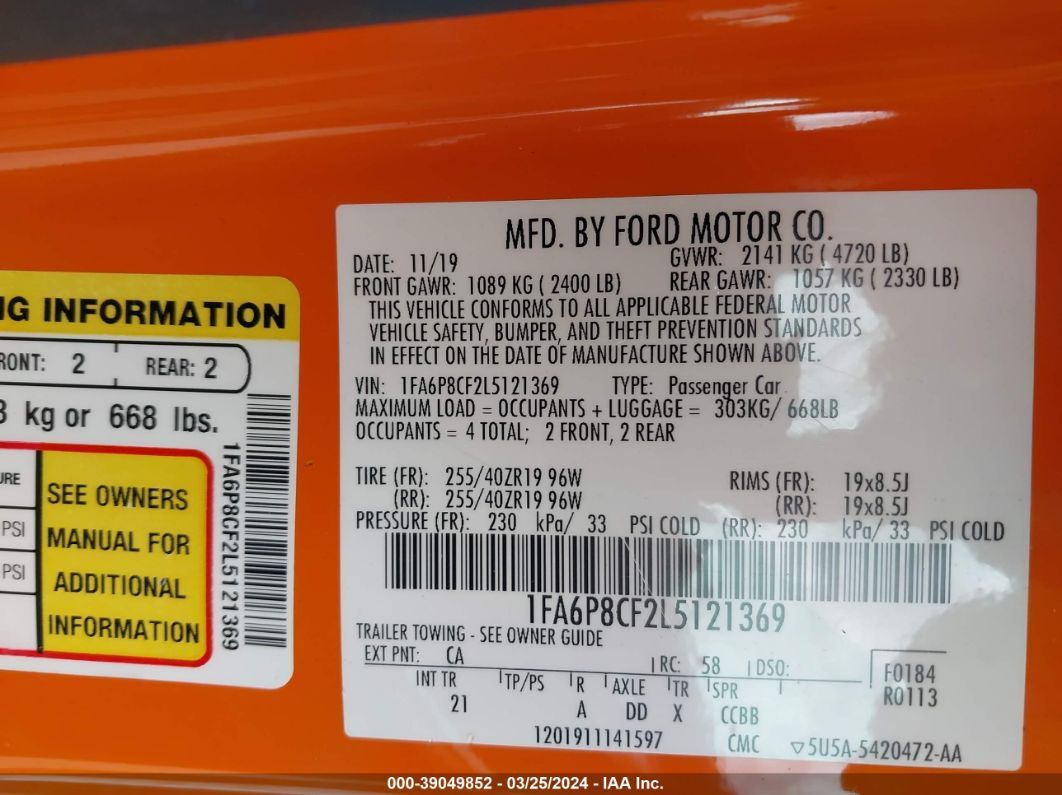 NG INFORMATION
RONT: 2 REAR: 2
3 kg or 668 lbs.
URE
PSI
PSI
SEE OWNERS
MANUAL FOR
ADDITIONAL
INFORMATION
1FA6P8CF2L5121369
MFD. BY FORD MOTOR CO.
DATE: 11/19 GVWR: 2141 KG ( 4720 LB)
FRONT GAWR: 1089 KG ( 2400 LB) REAR GAWR: 1057 KG ( 2330 LB)
THIS VEHICLE CONFORMS TO ALL APPLICABLE FEDERAL MOTOR
VEHICLE SAFETY, BUMPER, AND THEFT PREVENTION STANDARDS
IN EFFECT ON THE DATE OF MANUFACTURE SHOWN ABOVE.
VIN: 1FA6P8CF2L5121369 TYPE: Passenger Car
MAXIMUM LOAD = OCCUPANTS + LUGGAGE = 303KG/ 668LB
OCCUPANTS = 4 TOTAL; 2 FRONT, 2 REAR
TIRE (FR): 255/40ZR19 96W RIMS (FR): 19x8.5J
(RR): 255/40ZR19 96W (RR): 19x8.5J
PRESSURE (FR): 230 kPa/ 33 PSI COLD (RR): 230 kPa/ 33 PSI COLD
1FA6P8CF2L5121369
TRAILER TOWING - SEE OWNER GUIDE
EXT PNT: CA RC: 58 DSO: F0184
R0113
INT TR TP/PS R AXLE TR SPR
21 A DD X CCBB
1201911141597 CMC ▽5U5A-5420472-AA
000-39049852 - 03/25/2024 - IAA Inc.